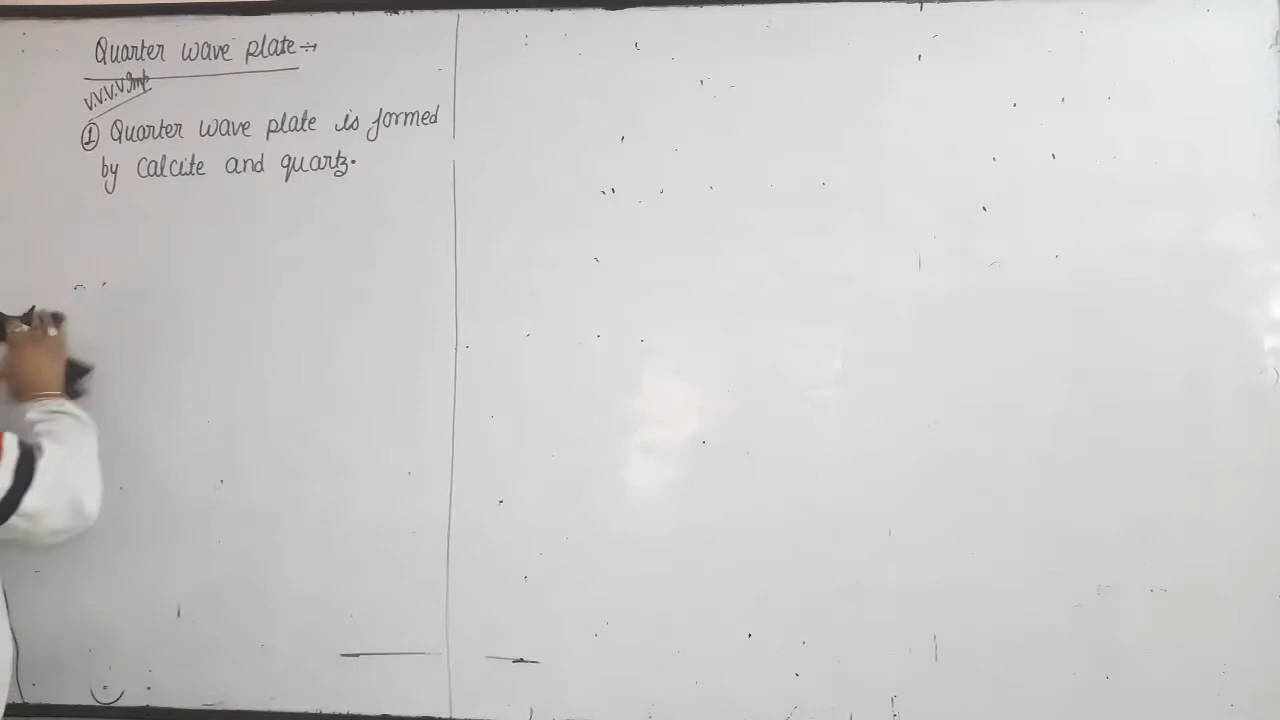 Quarter wave plate →
V.V.V.V Imp
① Quarter wave plate is formed
by Calcite and quartz.